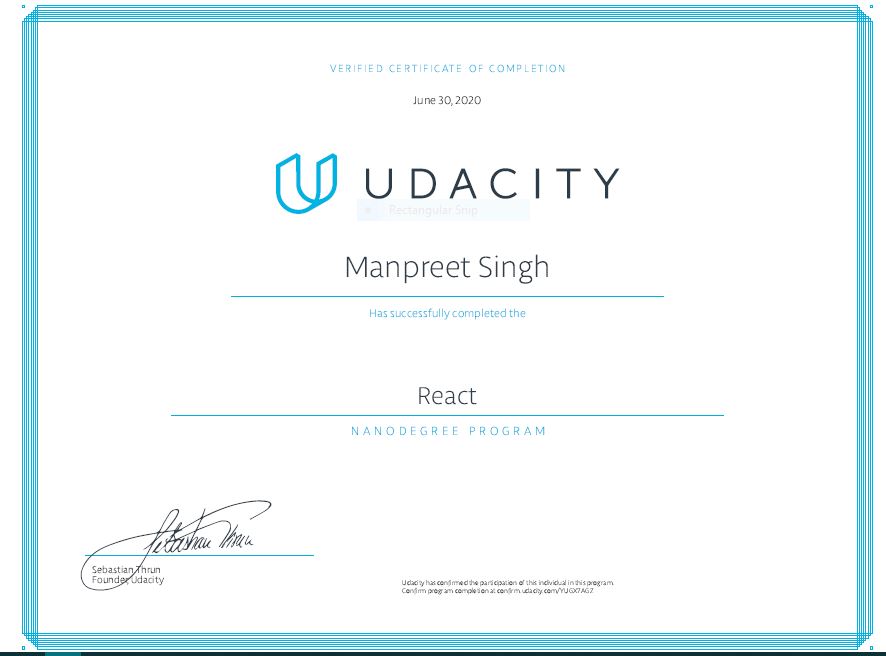 VERIFIED CERTIFICATE OF COMPLETION
June 30, 2020
UDACITY
Rectangular Snip
Manpreet Singh
Has successfully completed the
React
NANODEGREE PROGRAM
Sebastian Thrun
Sebastian Thrun
Founder, Udacity
Udacity has confirmed the participation of this individual in this program.
Confirm program completion at confirm.udacity.com/YUGX7AGZ